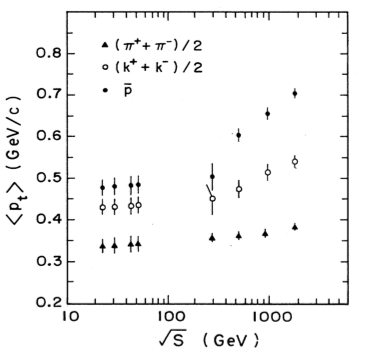 0.8
0.7
0.6
0.5
0.4
0.3
0.2
⟨pₜ⟩ (GeV/c)
▲ (π⁺ + π⁻)/2
○ (k⁺ + k⁻)/2
● p̄
10 100 1000
√S (GeV)